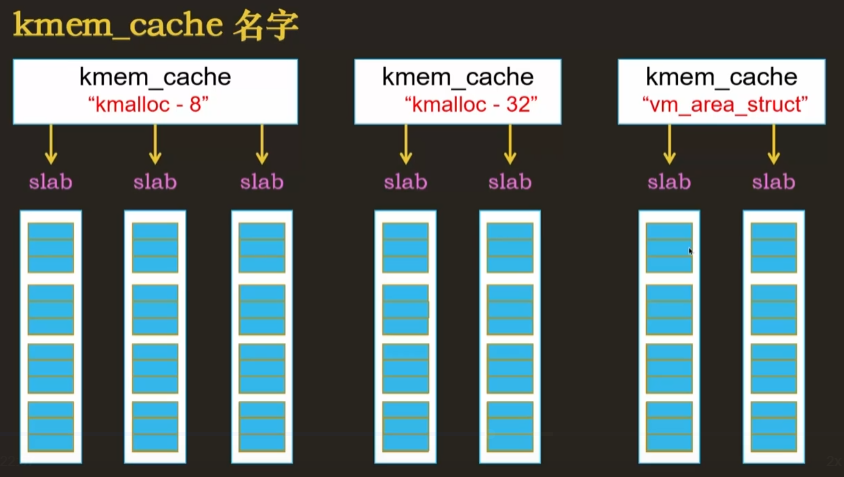 kmem_cache 名字
kmem_cache
“kmalloc - 8”
kmem_cache
“kmalloc - 32”
kmem_cache
“vm_area_struct”
slab
slab
slab
slab
slab
slab
slab